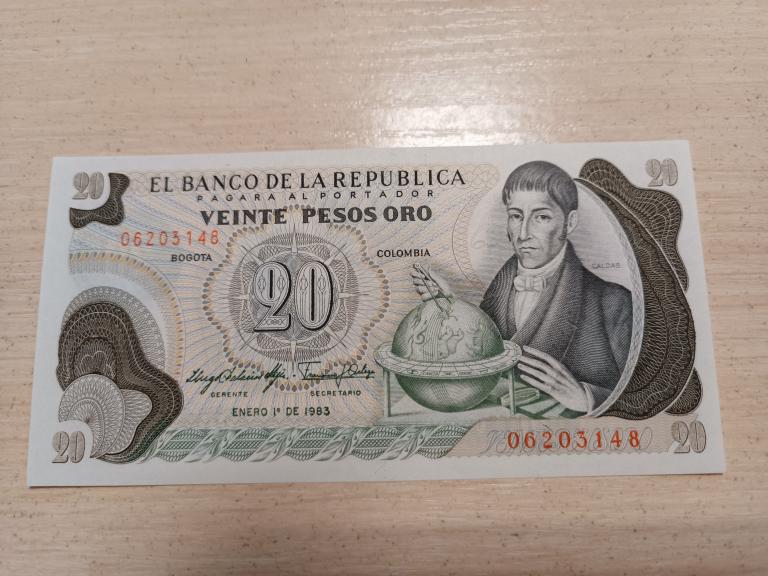 20
20
EL BANCO DE LA REPUBLICA
PAGARA AL PORTADOR
VEINTE PESOS ORO
06203148
BOGOTA
COLOMBIA
CALDAS
20
GERENTE
SECRETARIO
ENERO 1º DE 1983
06203148
20
20